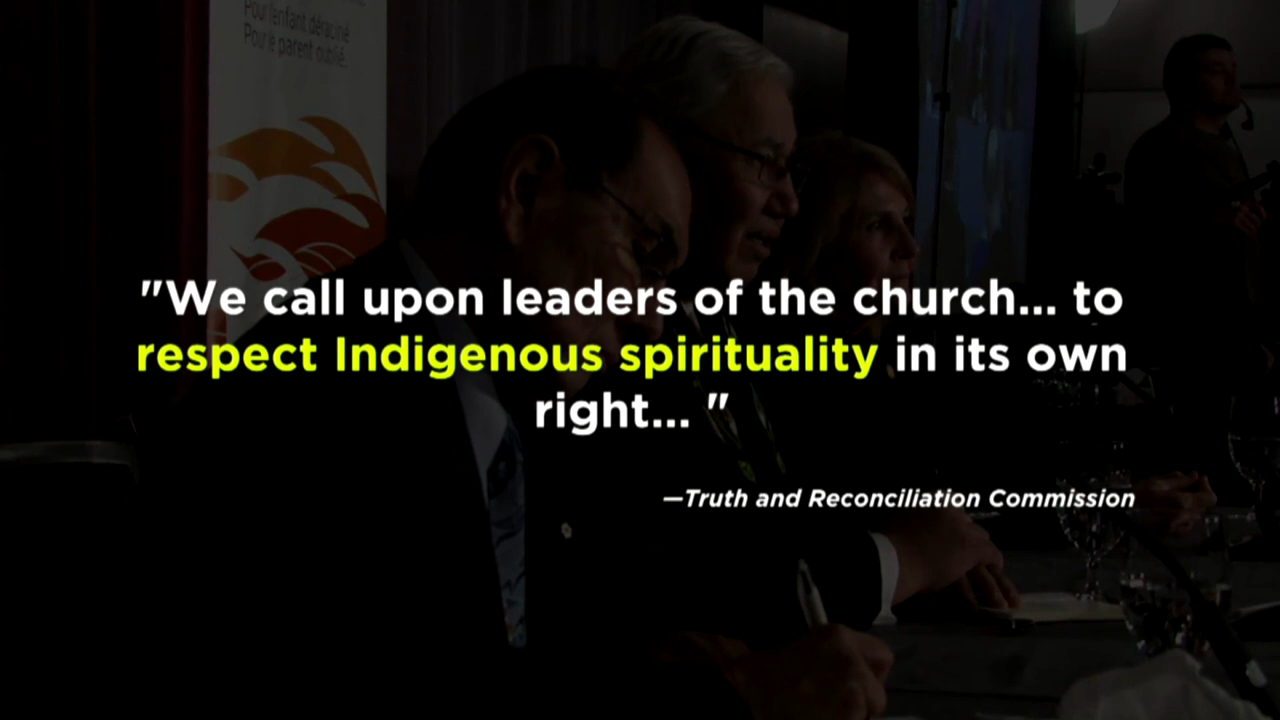 Pour l'enfant déraciné
Pour le parent oublié.
"We call upon leaders of the church... to
respect Indigenous spirituality in its own
right... "
—Truth and Reconciliation Commission